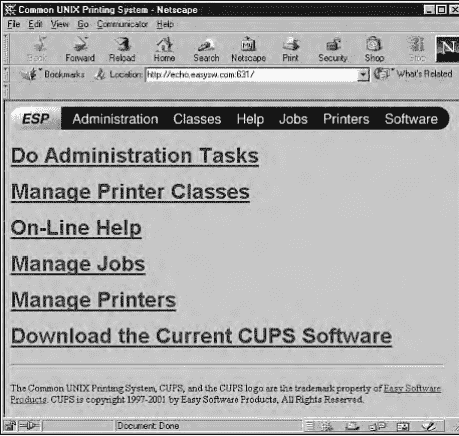 Common UNIX Printing System - Netscape
File Edit View Go Communicator Help
Back Forward Reload Home Search Netscape Print Security Shop Stop
Bookmarks Location: http://echo.easysw.com:631/ What's Related
ESP Administration Classes Help Jobs Printers Software
Do Administration Tasks
Manage Printer Classes
On-Line Help
Manage Jobs
Manage Printers
Download the Current CUPS Software
The Common UNIX Printing System, CUPS, and the CUPS logo are the trademark property of Easy Software
Products. CUPS is copyright 1997-2001 by Easy Software Products, All Rights Reserved.
Document: Done